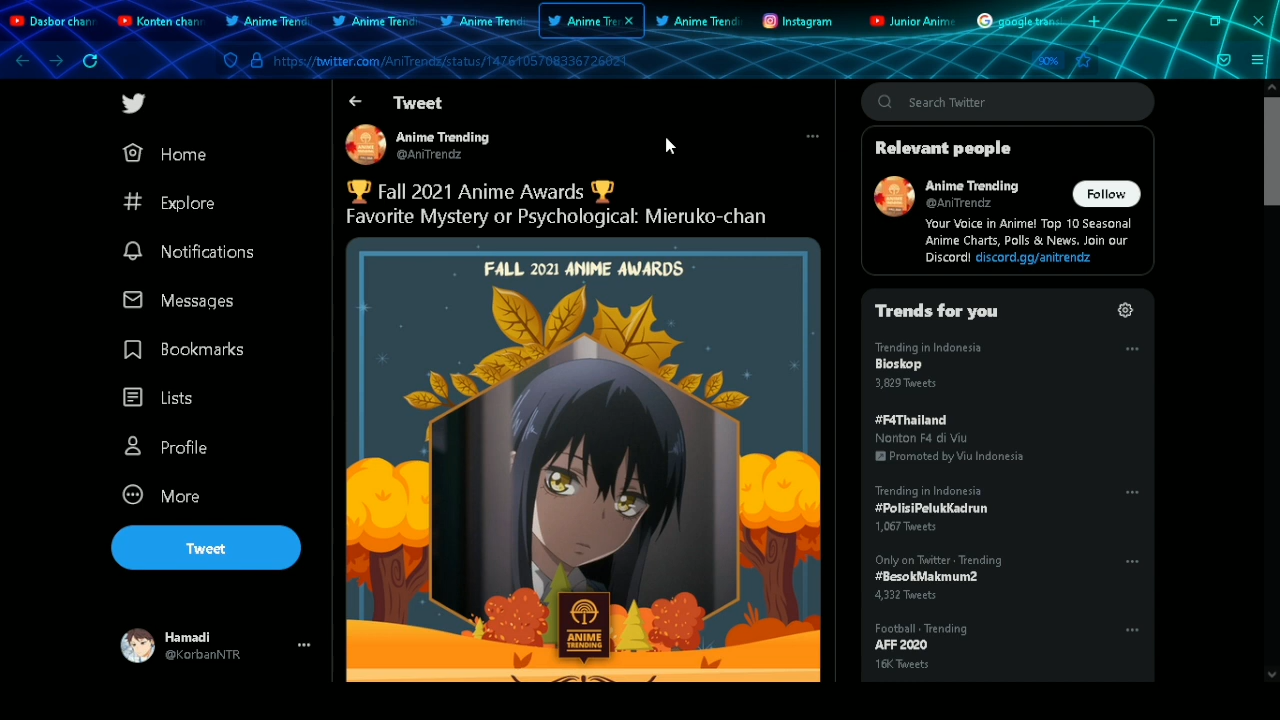 Dasbor chann
Konten chan
Anime Trendi
Anime Trendi
Anime Trendi
Anime Tren
Anime Trendi
Instagram
Junior Anime
google transl
https://twitter.com/AniTrendz/status/1476105708336726021
90%
Home
Explore
Notifications
Messages
Bookmarks
Lists
Profile
More
Tweet
Hamadi
@KorbanNTR
Tweet
Anime Trending
@AniTrendz
🏆 Fall 2021 Anime Awards 🏆
Favorite Mystery or Psychological: Mieruko-chan
FALL 2021 ANIME AWARDS
ANIME
TRENDING
Search Twitter
Relevant people
Anime Trending
@AniTrendz
Follow
Your Voice in Anime! Top 10 Seasonal
Anime Charts, Polls & News. Join our
Discord! discord.gg/anitrendz
Trends for you
Trending in Indonesia
Bioskop
3,829 Tweets
#F4Thailand
Nonton F4 di Viu
Promoted by Viu Indonesia
Trending in Indonesia
#PolisiPelukKadrun
1,067 Tweets
Only on Twitter · Trending
#BesokMakmum2
4,332 Tweets
Football · Trending
AFF 2020
16K Tweets